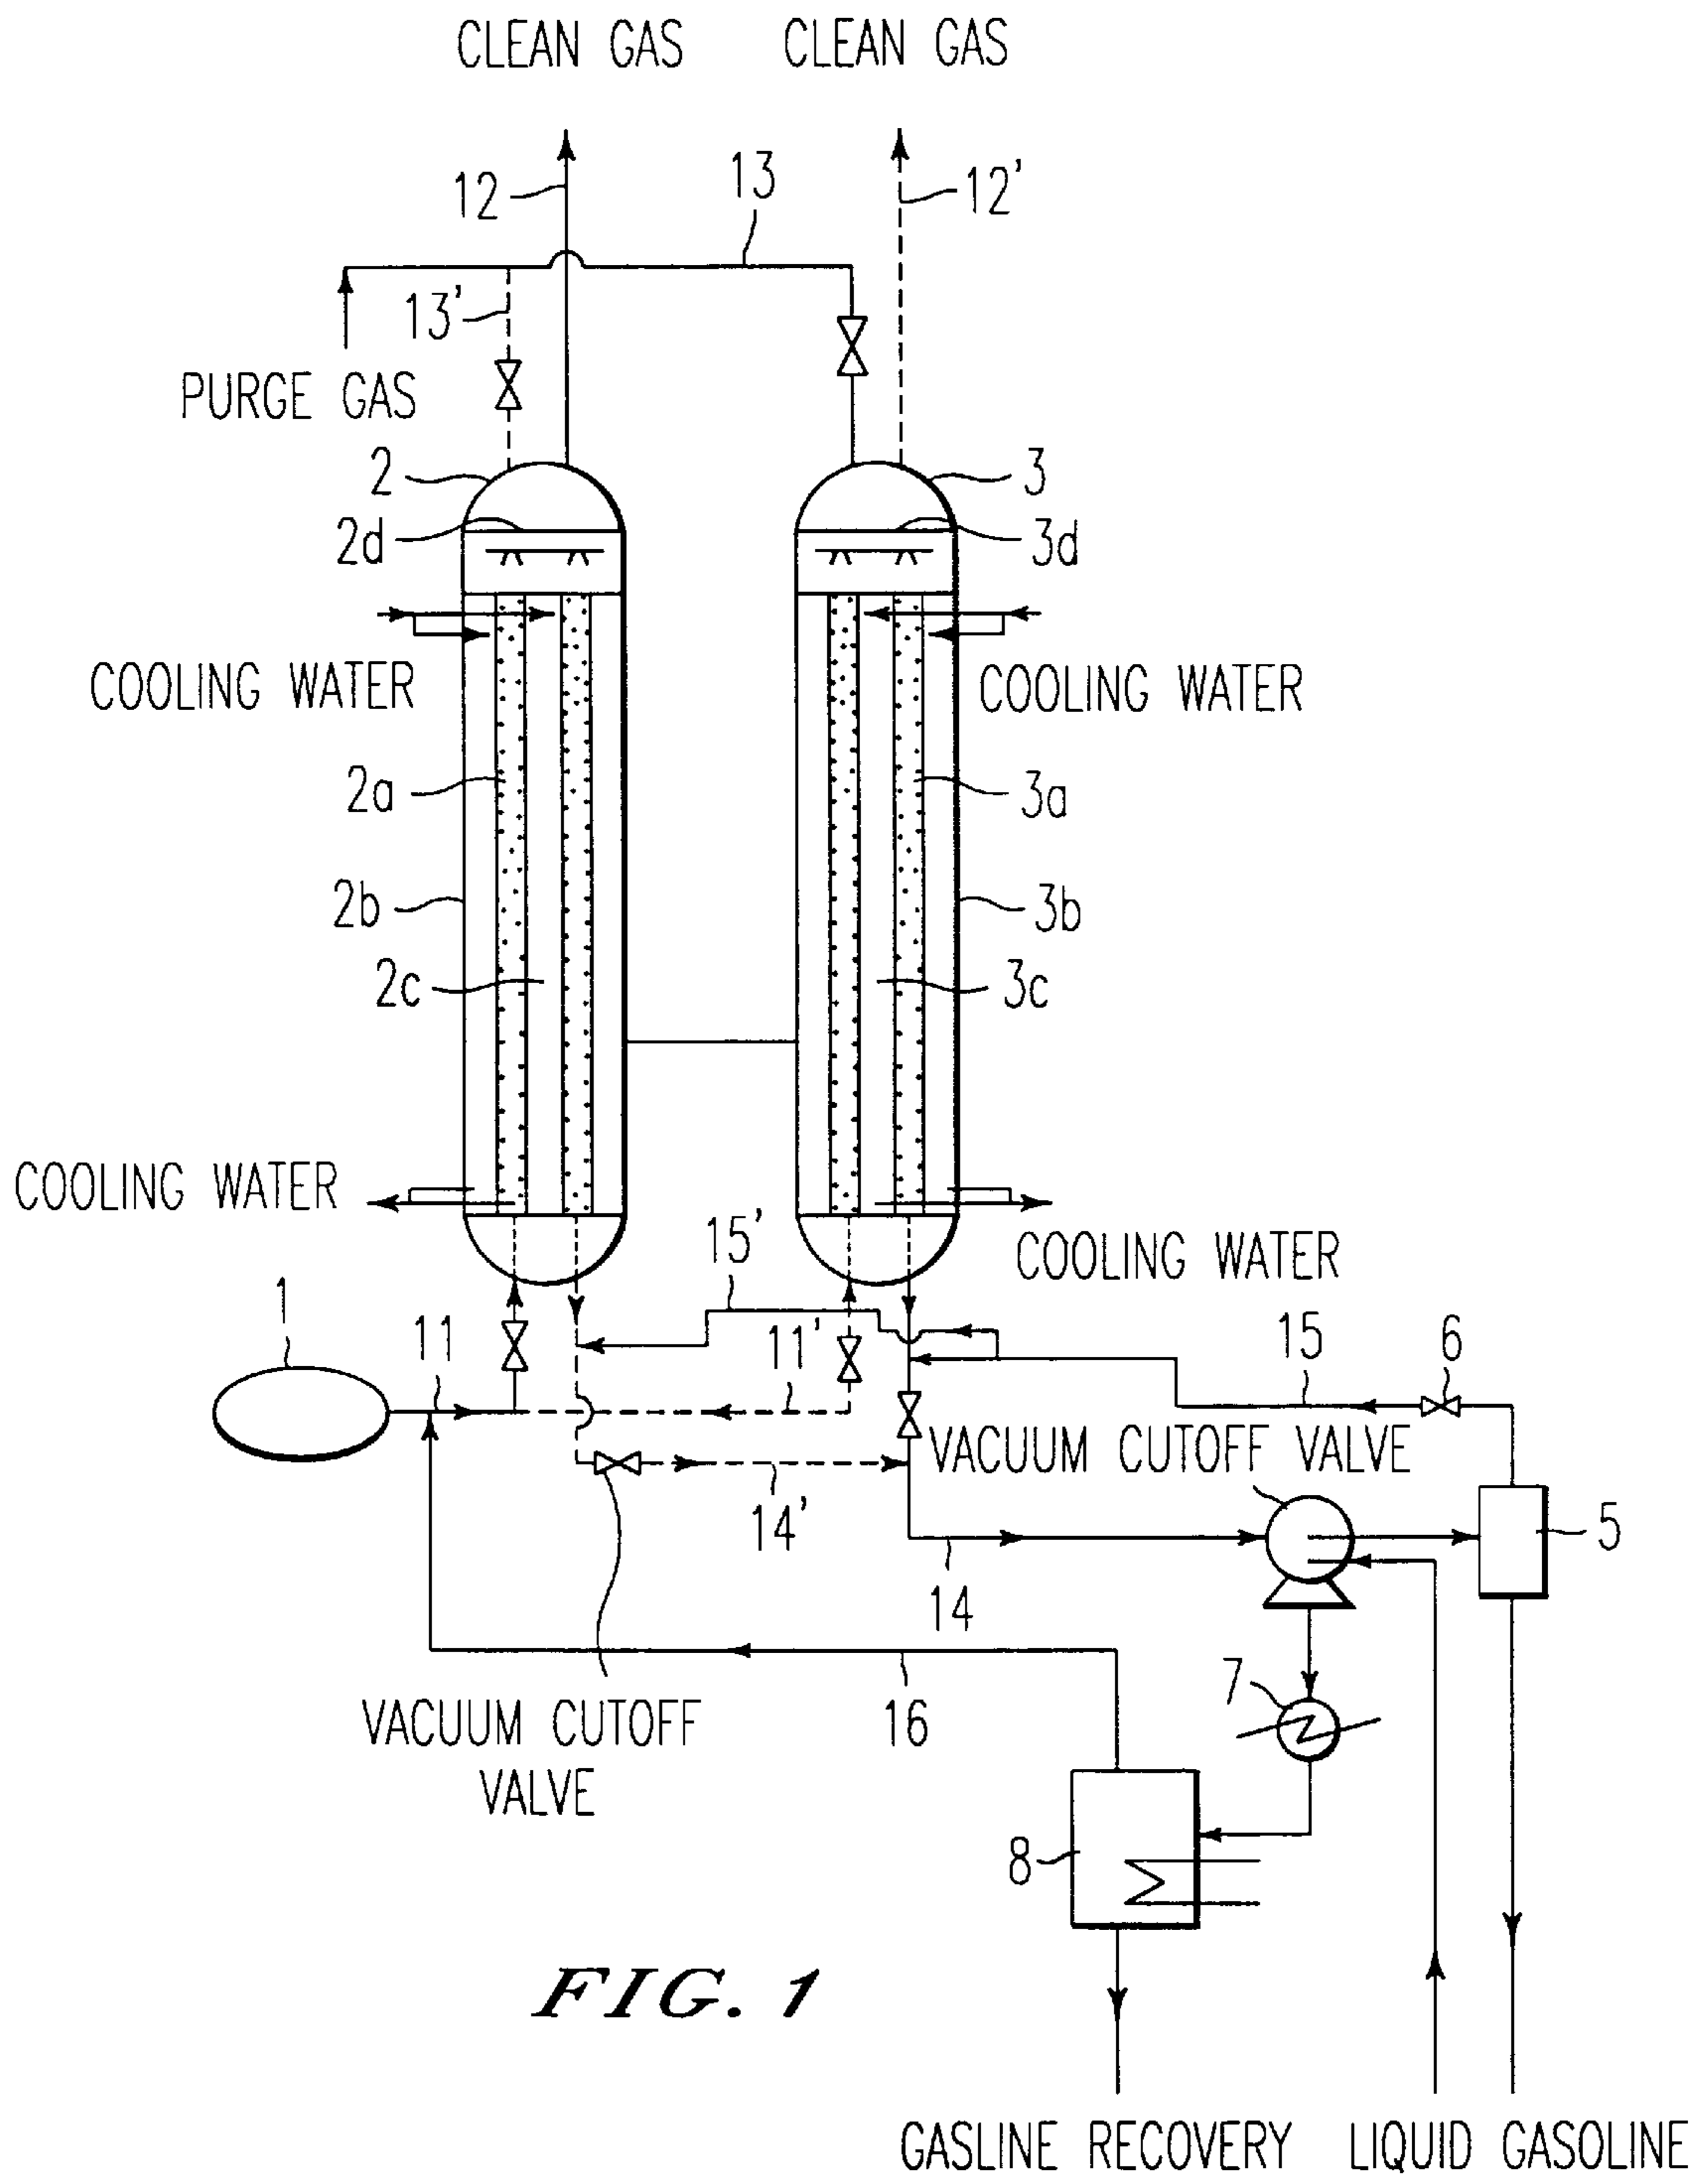 CLEAN GAS CLEAN GAS
12 13 12'
13'
PURGE GAS
2 3
2d 3d
COOLING WATER COOLING WATER
2a 3a
2b 3b
2c 3c
COOLING WATER
15'
COOLING WATER
1 11 11' 15 6
VACUUM CUTOFF VALVE
14' 5
14
16 7
VACUUM CUTOFF
VALVE
8
FIG. 1
GASLINE RECOVERY LIQUID GASOLINE